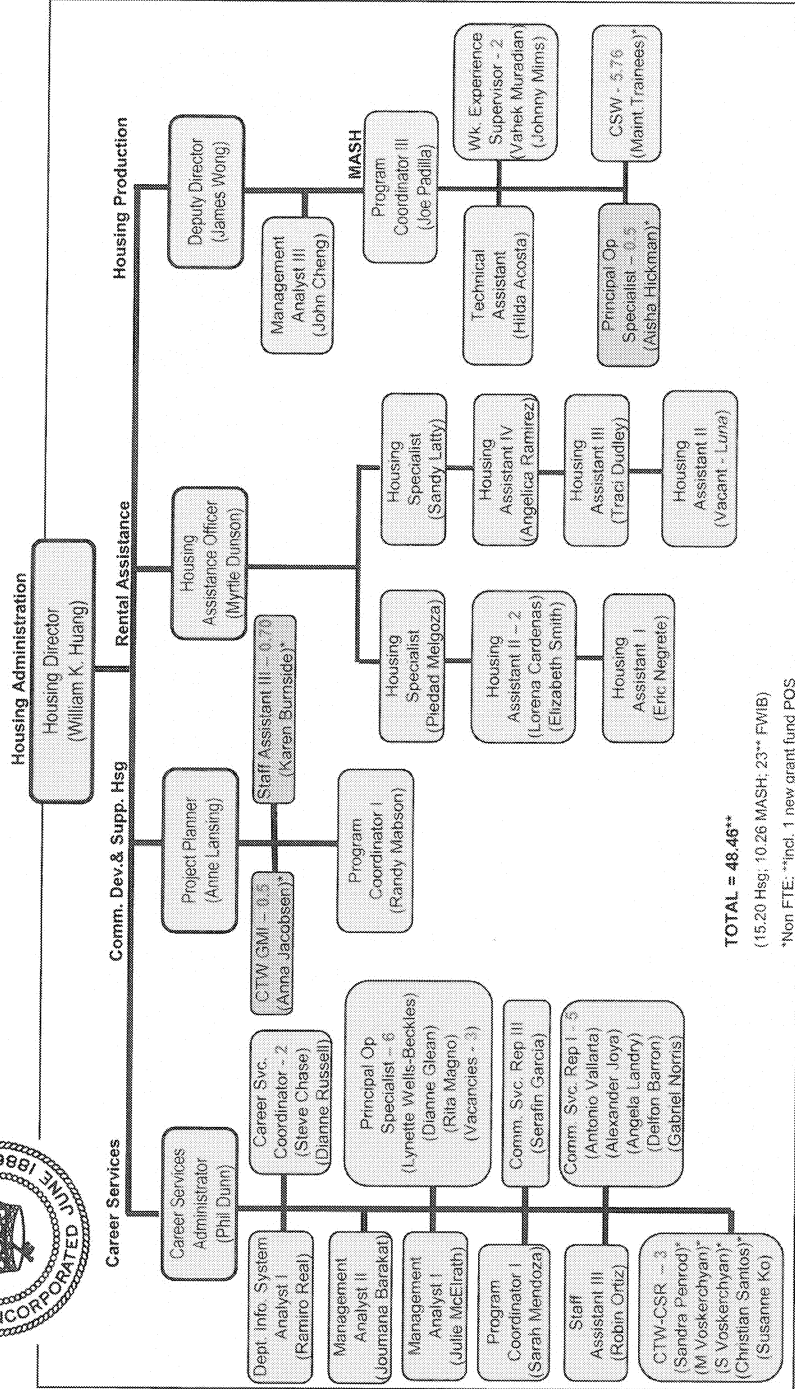 INCORPORATED JUNE 1886
Housing Administration
Housing Director
(William K. Huang)
Career Services
Comm. Dev.& Supp. Hsg
Rental Assistance
Housing Production
Career Services
Administrator
(Phil Dunn)
Dept. Info. System
Analyst I
(Ramiro Real)
Career Svc.
Coordinator - 2
(Steve Chase)
(Dianne Russell)
Management
Analyst II
(Joumana Barakat)
Management
Analyst I
(Julie McElrath)
Principal Op
Specialist – 6
(Lynette Wells-Beckles)
(Dianne Glean)
(Rita Magno)
(Vacancies - 3)
Program
Coordinator I
(Sarah Mendoza)
Comm. Svc. Rep III
(Serafin Garcia)
Staff
Assistant III
(Robin Ortiz)
Comm. Svc. Rep I - 5
(Antonio Vallarta)
(Alexander Joya)
(Angela Landry)
(Delfon Barron)
(Gabriel Norris)
CTW-CSR – 3
(Sandra Penrod)*
(M Voskerchyan)*
(S Voskerchyan)*
(Christian Santos)*
(Susanne Ko)
Project Planner
(Anne Lansing)
CTW GMI – 0.5
(Anna Jacobsen)*
Staff Assistant III – 0.70
(Karen Burnside)*
Program
Coordinator I
(Randy Mabson)
Housing
Assistance Officer
(Myrtle Dunson)
Housing
Specialist
(Piedad Melgoza)
Housing
Assistant II – 2
(Lorena Cardenas)
(Elizabeth Smith)
Housing
Assistant I
(Eric Negrete)
Housing
Specialist
(Sandy Latty)
Housing
Assistant IV
(Angelica Ramirez)
Housing
Assistant III
(Traci Dudley)
Housing
Assistant II
(Vacant - Luna)
Deputy Director
(James Wong)
Management
Analyst III
(John Cheng)
MASH
Program
Coordinator III
(Joe Padilla)
Technical
Assistant
(Hilda Acosta)
Wk. Experience
Supervisor - 2
(Vahek Muradian)
(Johnny Mims)
Principal Op
Specialist – 0.5
(Aisha Hickman)*
CSW - 5.76
(Maint.Trainees)*
TOTAL = 48.46**
(15.20 Hsg; 10.26 MASH; 23** FWIB)
*Non FTE; **incl. 1 new grant fund POS